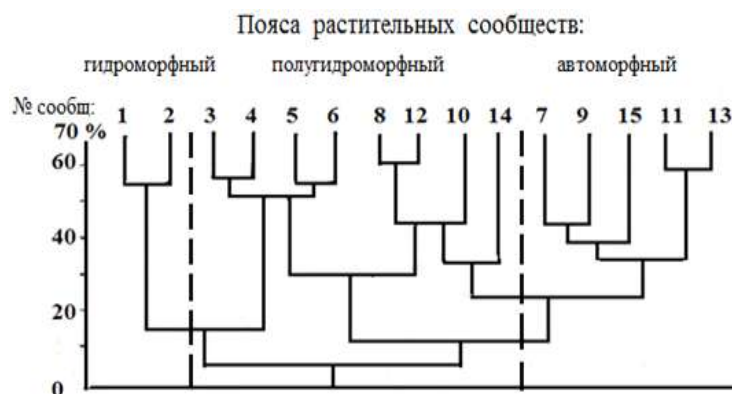 Пояса растительных сообществ:
гидроморфный полугидроморфный автоморфный
№ сообщ: 1 2 3 4 5 6 8 12 10 14 7 9 15 11 13
70 %
60
40
20
0